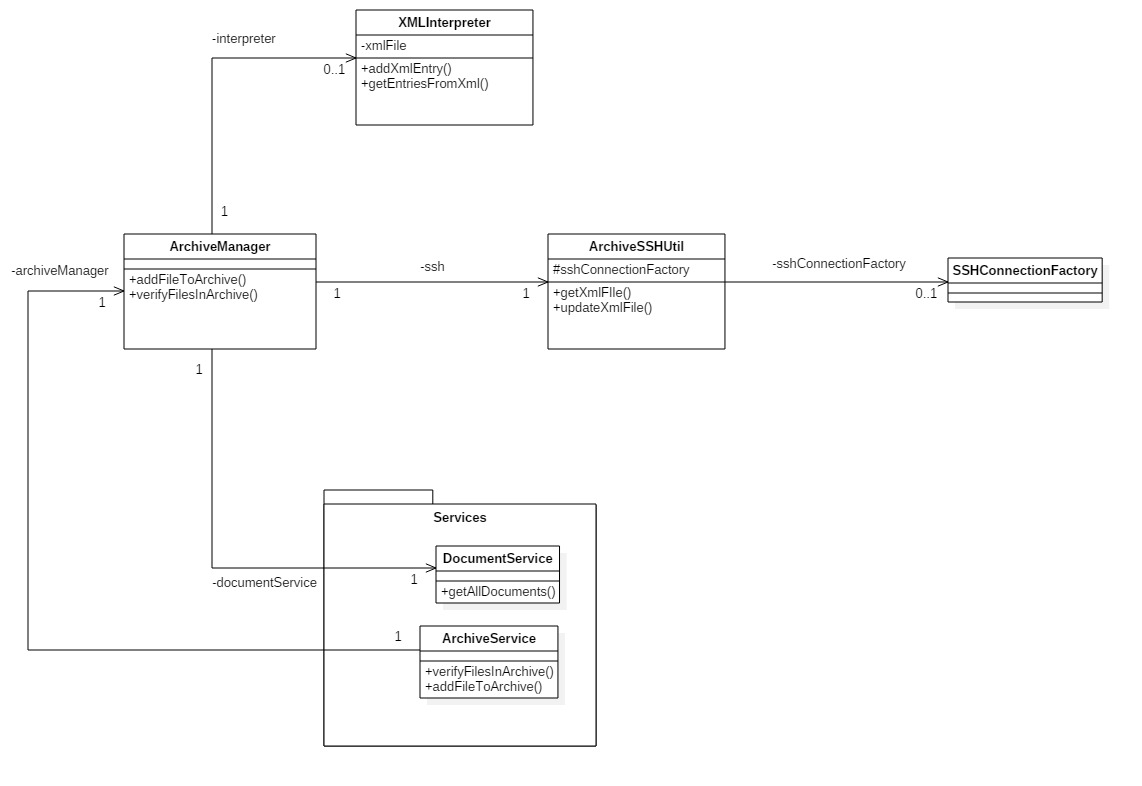 XMLInterpreter
-interpreter
-xmlFile
0..1
+addXmlEntry()
+getEntriesFromXml()
1
ArchiveManager
-archiveManager
1
+addFileToArchive()
+verifyFilesInArchive()
-ssh
1
1
ArchiveSSHUtil
#sshConnectionFactory
+getXmlFIle()
+updateXmlFile()
-sshConnectionFactory
0..1
SSHConnectionFactory
1
Services
DocumentService
-documentService
1
+getAllDocuments()
1
ArchiveService
+verifyFilesInArchive()
+addFileToArchive()